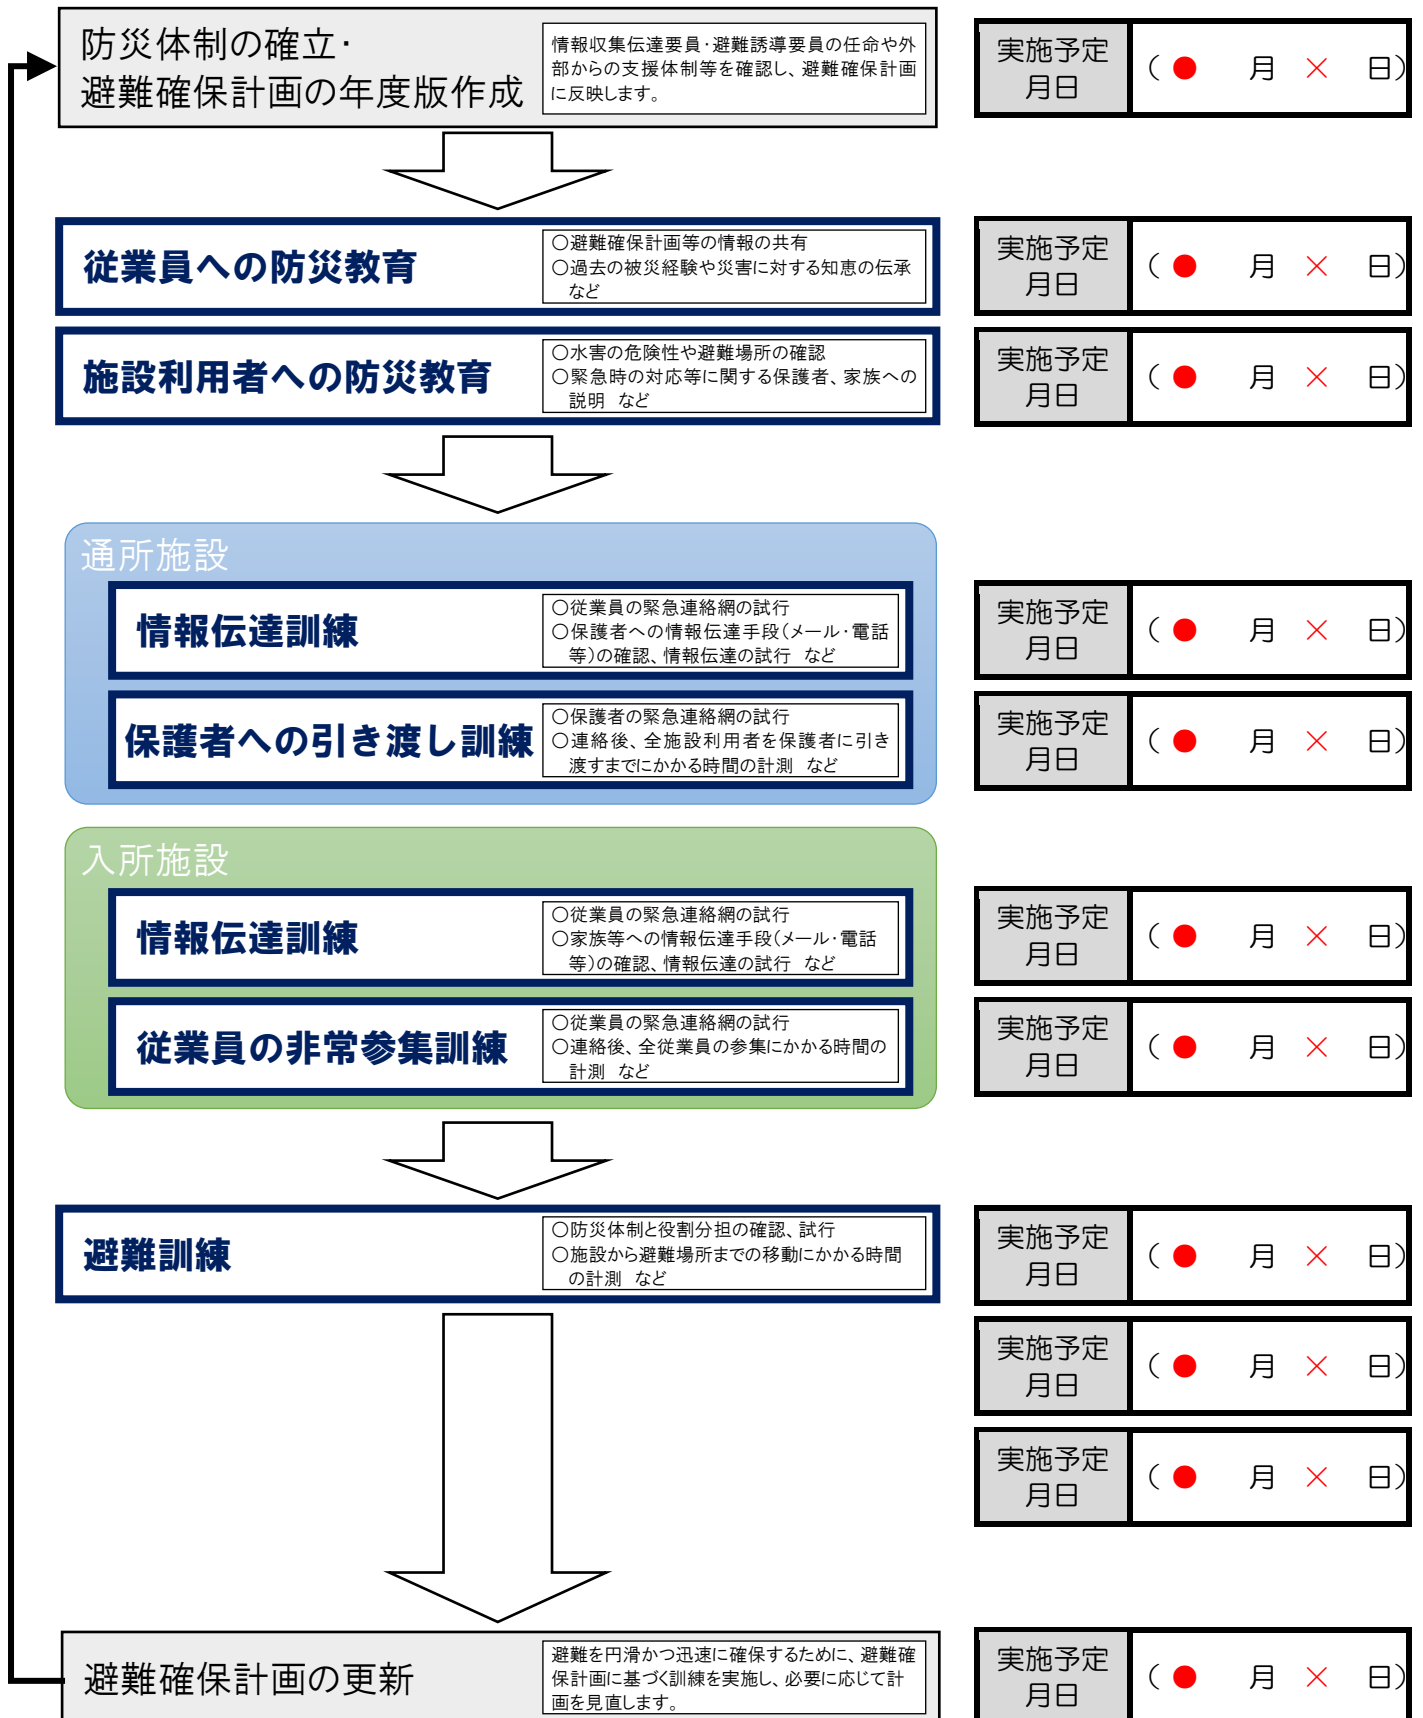 防災体制の確立・
避難確保計画の年度版作成
情報収集伝達要員・避難誘導要員の任命や外
部からの支援体制等を確認し、避難確保計画
に反映します。
実施予定
月日
（ ● 月 × 日）
従業員への防災教育
○避難確保計画等の情報の共有
○過去の被災経験や災害に対する知恵の伝承
など
実施予定
月日
（ ● 月 × 日）
施設利用者への防災教育
○水害の危険性や避難場所の確認
○緊急時の対応等に関する保護者、家族への
説明 など
実施予定
月日
（ ● 月 × 日）
通所施設
情報伝達訓練
○従業員の緊急連絡網の試行
○保護者への情報伝達手段（メール・電話
等）の確認、情報伝達の試行 など
実施予定
月日
（ ● 月 × 日）
保護者への引き渡し訓練
○保護者の緊急連絡網の試行
○連絡後、全施設利用者を保護者に引き
渡すまでにかかる時間の計測 など
実施予定
月日
（ ● 月 × 日）
入所施設
情報伝達訓練
○従業員の緊急連絡網の試行
○家族等への情報伝達手段（メール・電話
等）の確認、情報伝達の試行 など
実施予定
月日
（ ● 月 × 日）
従業員の非常参集訓練
○従業員の緊急連絡網の試行
○連絡後、全従業員の参集にかかる時間の
計測 など
実施予定
月日
（ ● 月 × 日）
避難訓練
○防災体制と役割分担の確認、試行
○施設から避難場所までの移動にかかる時間
の計測 など
実施予定
月日
（ ● 月 × 日）
実施予定
月日
（ ● 月 × 日）
実施予定
月日
（ ● 月 × 日）
避難確保計画の更新
避難を円滑かつ迅速に確保するために、避難確
保計画に基づく訓練を実施し、必要に応じて計
画を見直します。
実施予定
月日
（ ● 月 × 日）